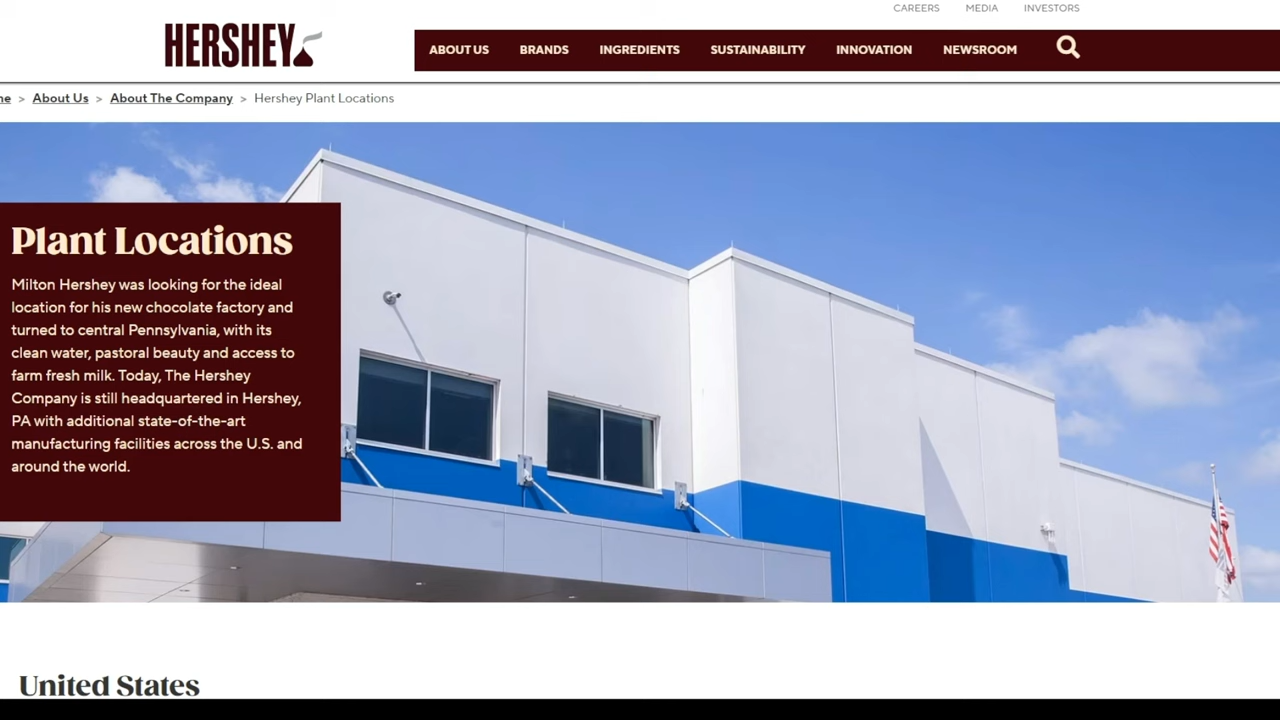 CAREERS MEDIA INVESTORS
HERSHEY
ABOUT US BRANDS INGREDIENTS SUSTAINABILITY INNOVATION NEWSROOM
ne > About Us > About The Company > Hershey Plant Locations
Plant Locations
Milton Hershey was looking for the ideal
location for his new chocolate factory and
turned to central Pennsylvania, with its
clean water, pastoral beauty and access to
farm fresh milk. Today, The Hershey
Company is still headquartered in Hershey,
PA with additional state-of-the-art
manufacturing facilities across the U.S. and
around the world.
United States